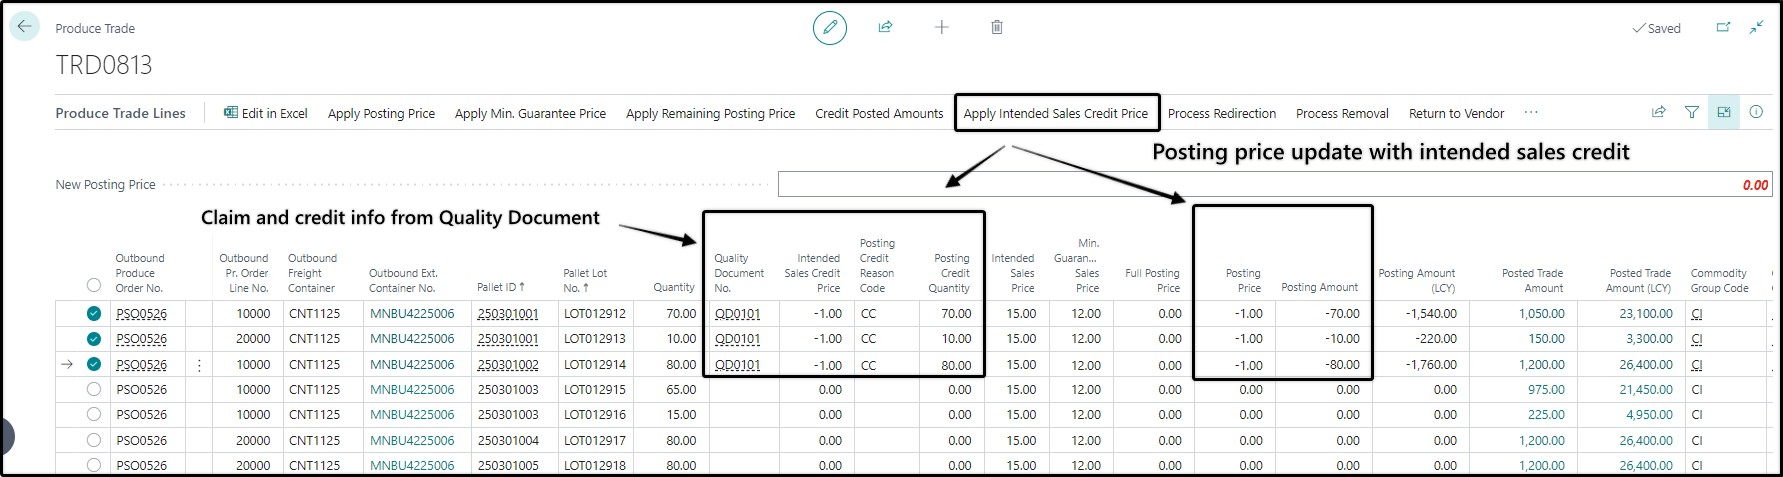 Produce Trade
Saved
TRD0813
Produce Trade Lines Edit in Excel Apply Posting Price Apply Min. Guarantee Price Apply Remaining Posting Price Credit Posted Amounts Apply Intended Sales Credit Price Process Redirection Process Removal Return to Vendor ...
Posting price update with intended sales credit
New Posting Price 0.00
Claim and credit info from Quality Document
Outbound Produce Order No. Outbound Pr. Order Line No. Outbound Freight Container Outbound Ext. Container No. Pallet ID ↑ Pallet Lot No. ↑ Quantity Quality Document No. Intended Sales Credit Price Posting Credit Reason Code Posting Credit Quantity Intended Sales Price Min. Guaran... Sales Price Full Posting Price Posting Price Posting Amount Posting Amount (LCY) Posted Trade Amount Posted Trade Amount (LCY) Commodity Group Code
PSO0526 10000 CNT1125 MNBU4225006 250301001 LOT012912 70.00 QD0101 -1.00 CC 70.00 15.00 12.00 0.00 -1.00 -70.00 -1,540.00 1,050.00 23,100.00 CI
PSO0526 20000 CNT1125 MNBU4225006 250301001 LOT012913 10.00 QD0101 -1.00 CC 10.00 15.00 12.00 0.00 -1.00 -10.00 -220.00 150.00 3,300.00 CI
PSO0526 10000 CNT1125 MNBU4225006 250301002 LOT012914 80.00 QD0101 -1.00 CC 80.00 15.00 12.00 0.00 -1.00 -80.00 -1,760.00 1,200.00 26,400.00 CI
PSO0526 10000 CNT1125 MNBU4225006 250301003 LOT012915 65.00 0.00 0.00 15.00 12.00 0.00 0.00 0.00 0.00 975.00 21,450.00 CI
PSO0526 10000 CNT1125 MNBU4225006 250301003 LOT012916 15.00 0.00 0.00 15.00 12.00 0.00 0.00 0.00 0.00 225.00 4,950.00 CI
PSO0526 20000 CNT1125 MNBU4225006 250301004 LOT012917 80.00 0.00 0.00 15.00 12.00 0.00 0.00 0.00 0.00 1,200.00 26,400.00 CI
PSO0526 20000 CNT1125 MNBU4225006 250301005 LOT012918 80.00 0.00 0.00 15.00 12.00 0.00 0.00 0.00 0.00 1,200.00 26,400.00 CI